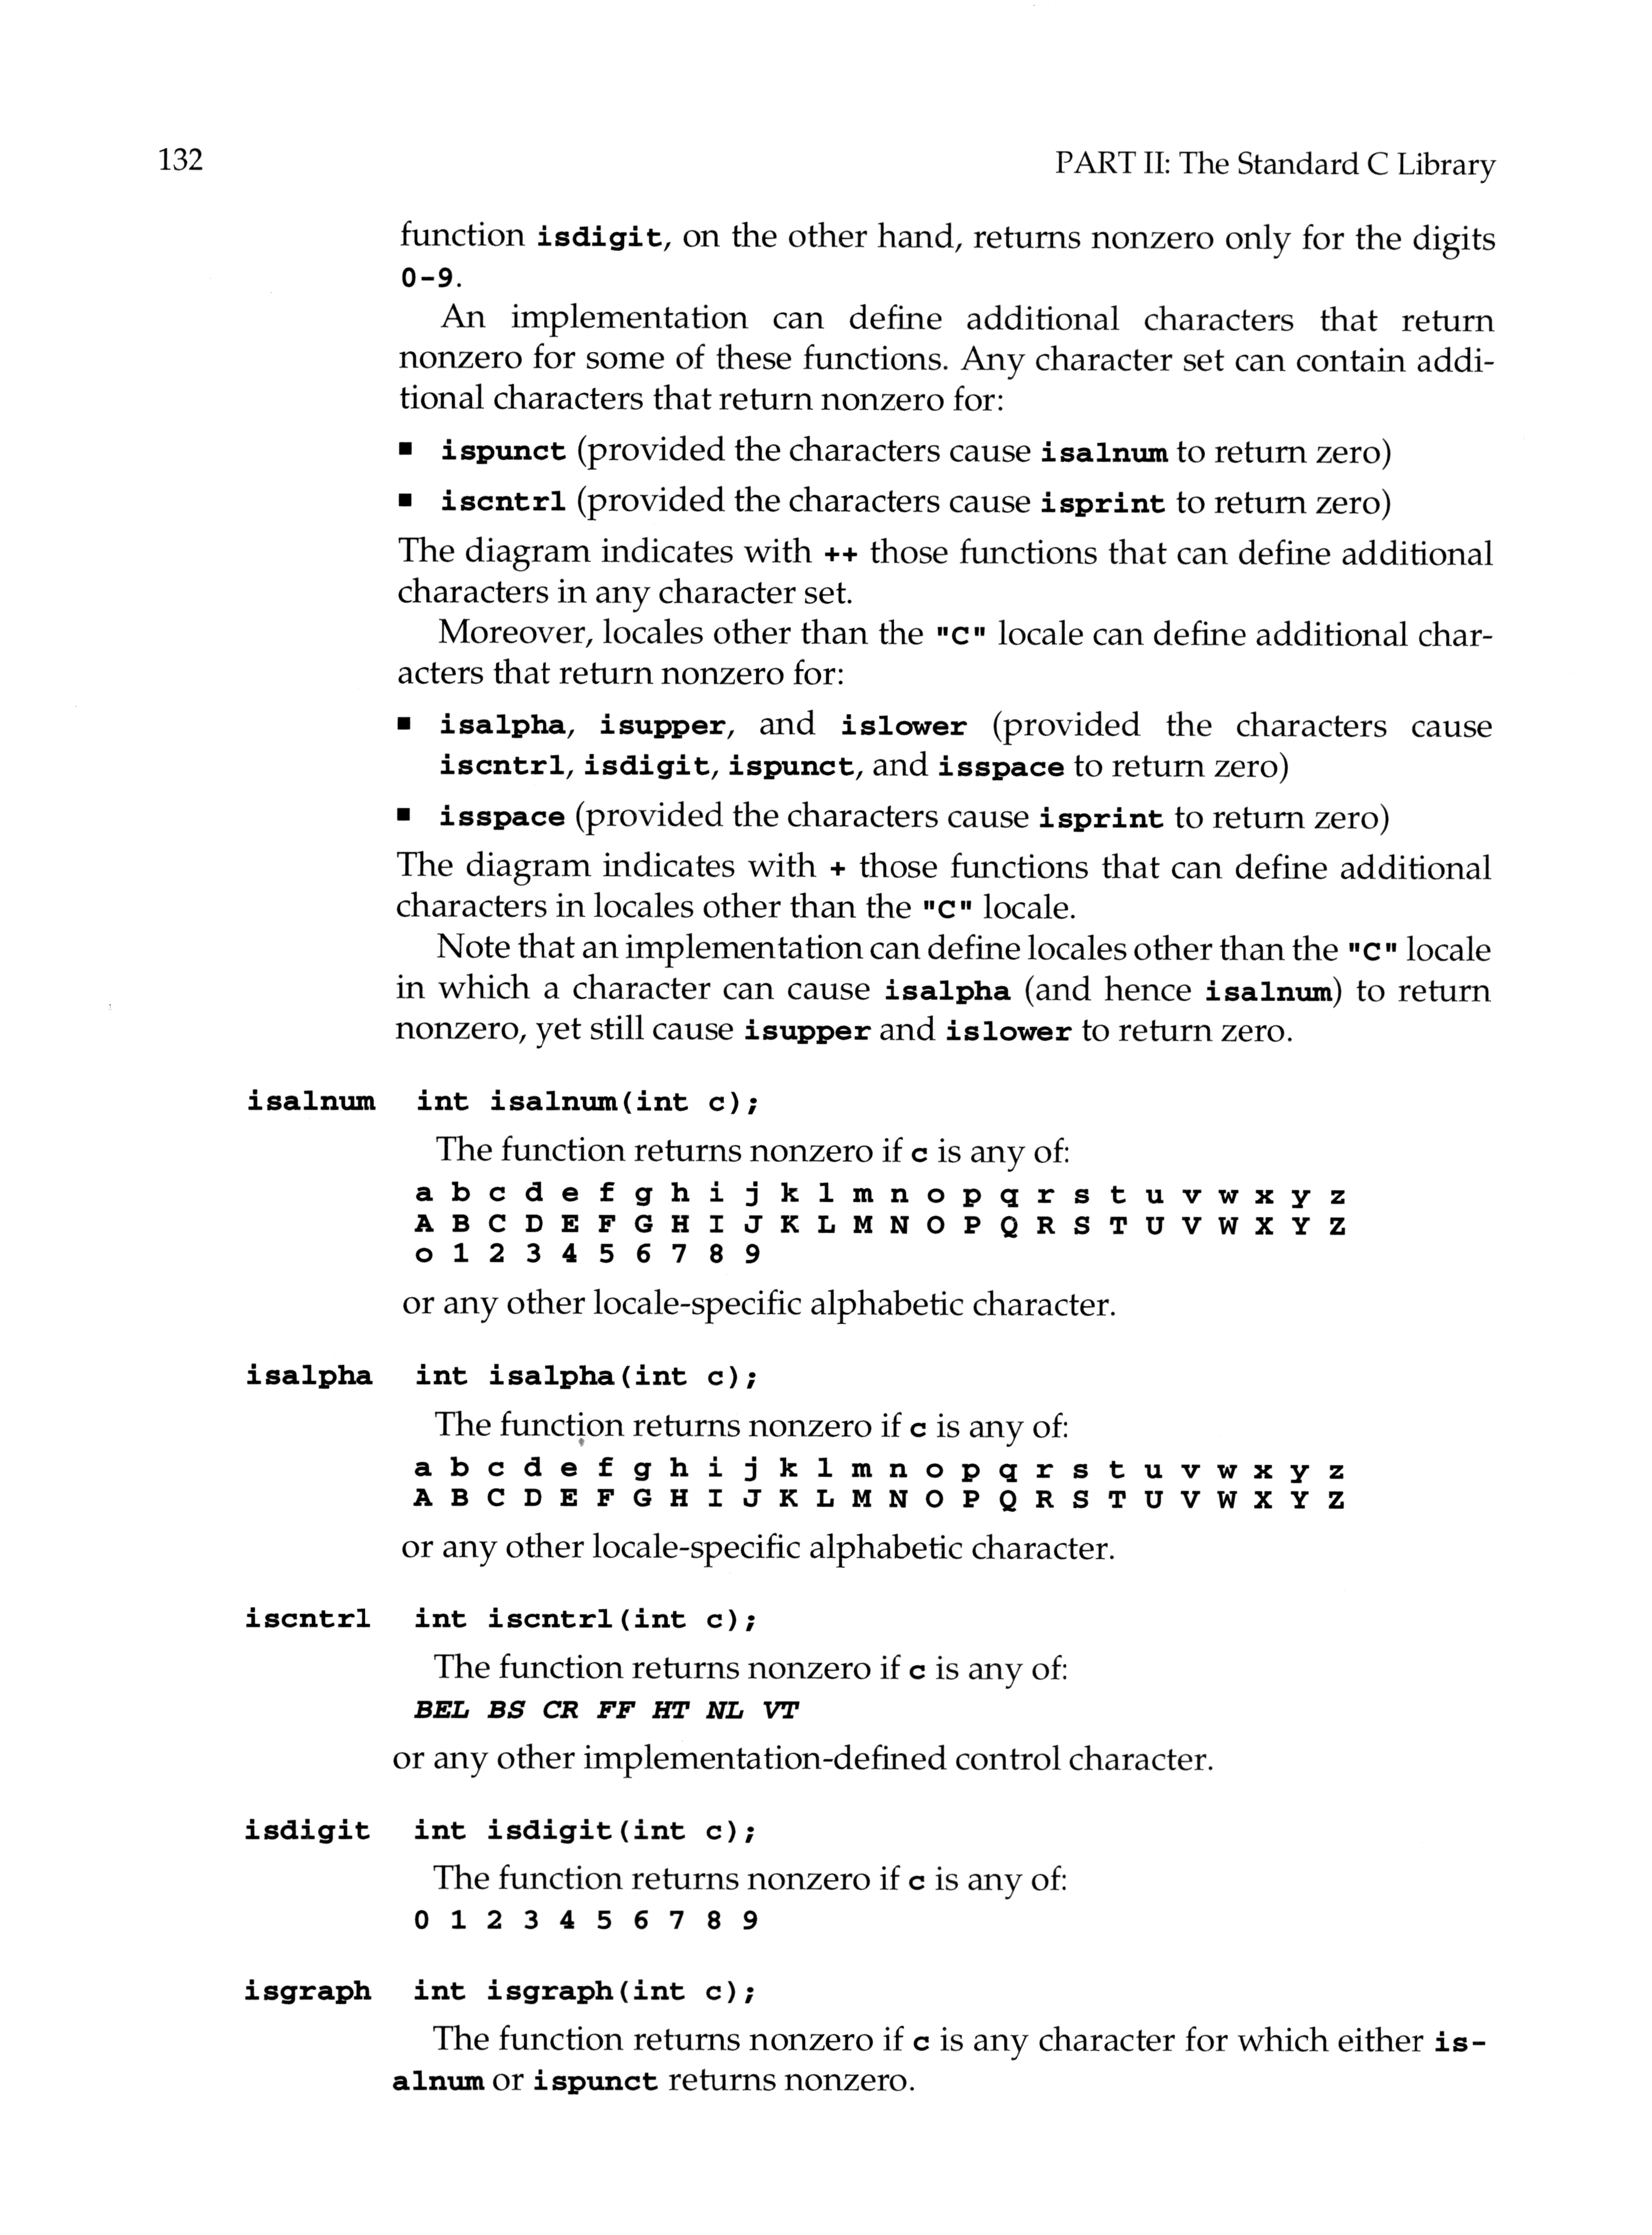 132 PART II: The Standard C Library
function isdigit, on the other hand, returns nonzero only for the digits
0-9.
An implementation can define additional characters that return
nonzero for some of these functions. Any character set can contain addi-
tional characters that return nonzero for:
■ ispunct (provided the characters cause isalnum to return zero)
■ iscntrl (provided the characters cause isprint to return zero)
The diagram indicates with ++ those functions that can define additional
characters in any character set.
Moreover, locales other than the "C" locale can define additional char-
acters that return nonzero for:
■ isalpha, isupper, and islower (provided the characters cause
iscntrl, isdigit, ispunct, and isspace to return zero)
■ isspace (provided the characters cause isprint to return zero)
The diagram indicates with + those functions that can define additional
characters in locales other than the "C" locale.
Note that an implementation can define locales other than the "C" locale
in which a character can cause isalpha (and hence isalnum) to return
nonzero, yet still cause isupper and islower to return zero.
isalnum int isalnum(int c);
The function returns nonzero if c is any of:
a b c d e f g h i j k l m n o p q r s t u v w x y z
A B C D E F G H I J K L M N O P Q R S T U V W X Y Z
o 1 2 3 4 5 6 7 8 9
or any other locale-specific alphabetic character.
isalpha int isalpha(int c);
The function returns nonzero if c is any of:
a b c d e f g h i j k l m n o p q r s t u v w x y z
A B C D E F G H I J K L M N O P Q R S T U V W X Y Z
or any other locale-specific alphabetic character.
iscntrl int iscntrl(int c);
The function returns nonzero if c is any of:
BEL BS CR FF HT NL VT
or any other implementation-defined control character.
isdigit int isdigit(int c);
The function returns nonzero if c is any of:
0 1 2 3 4 5 6 7 8 9
isgraph int isgraph(int c);
The function returns nonzero if c is any character for which either is-
alnum or ispunct returns nonzero.